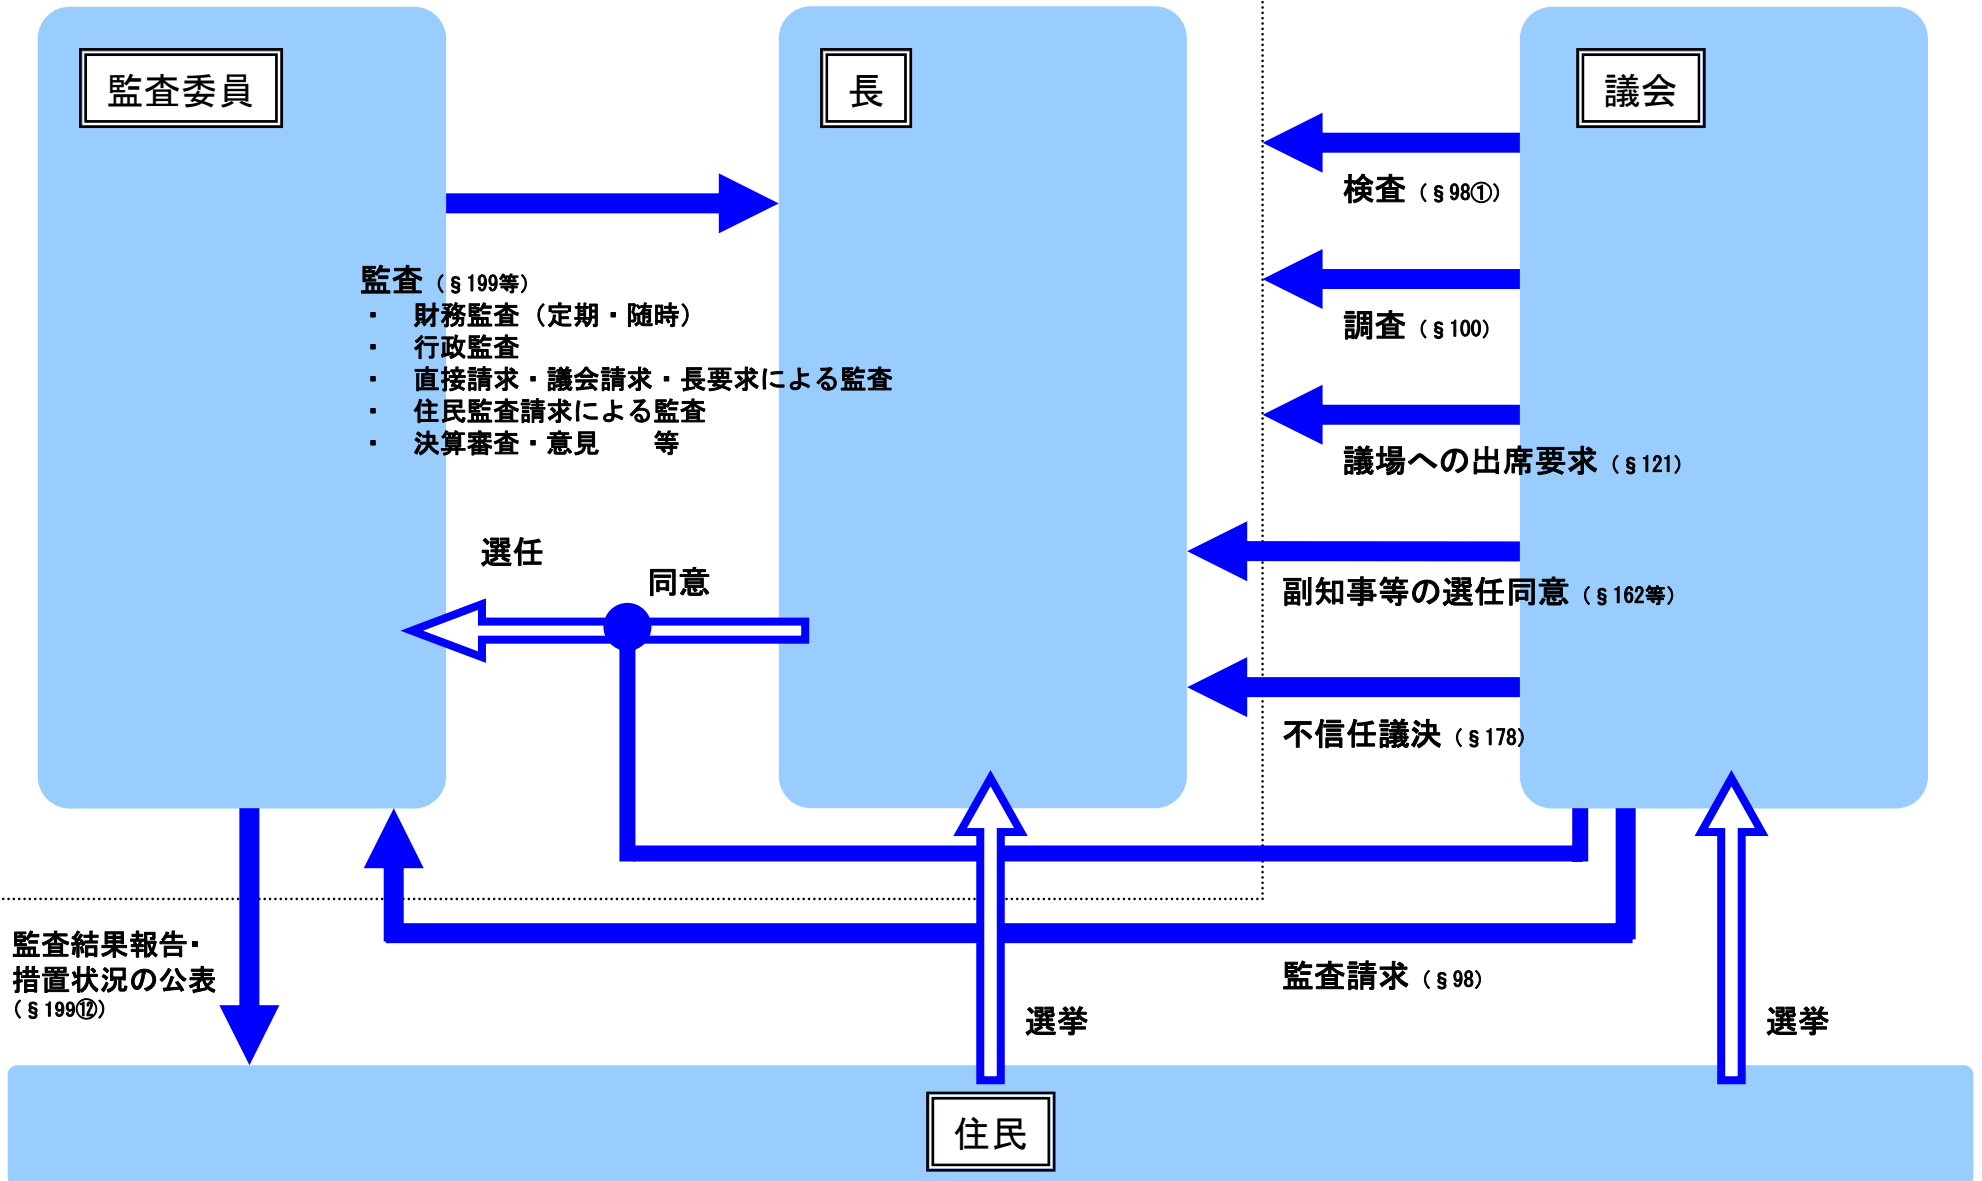 監査委員
長
議会
検査（§98①）
監査（§199等）
・ 財務監査（定期・随時）
・ 行政監査
・ 直接請求・議会請求・長要求による監査
・ 住民監査請求による監査
・ 決算審査・意見　　等
調査（§100）
議場への出席要求（§121）
選任
同意
副知事等の選任同意（§162等）
不信任議決（§178）
監査結果報告・
措置状況の公表
（§199⑫）
監査請求（§98）
選挙
選挙
住民